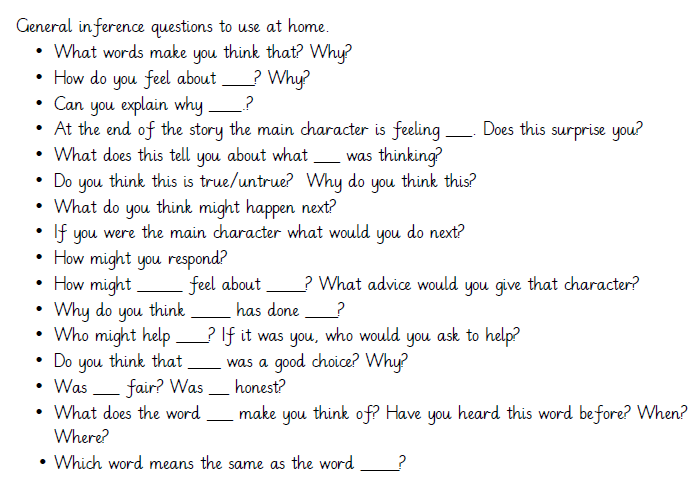 General inference questions to use at home.
• What words make you think that? Why?
• How do you feel about ____? Why?
• Can you explain why ____.?
• At the end of the story the main character is feeling ___. Does this surprise you?
• What does this tell you about what ___ was thinking?
• Do you think this is true/untrue?  Why do you think this?
• What do you think might happen next?
• If you were the main character what would you do next?
• How might you respond?
• How might _____ feel about _____? What advice would you give that character?
• Why do you think _____ has done ____?
• Who might help ____? If it was you, who would you ask to help?
• Do you think that ____ was a good choice? Why?
• Was ___ fair? Was __ honest?
• What does the word ___ make you think of? Have you heard this word before? When?
Where?
• Which word means the same as the word _____?